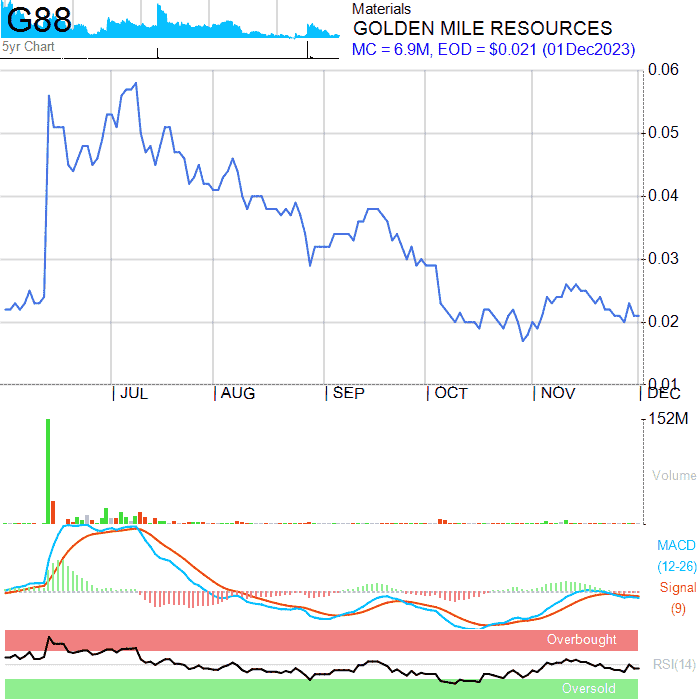 G88
5yr Chart
Materials
GOLDEN MILE RESOURCES
MC = 6.9M, EOD = $0.021 (01Dec2023)
0.06
0.05
0.04
0.03
0.02
0.01
JUL AUG SEP OCT NOV DEC
152M
Volume
MACD
(12-26)
Signal
(9)
Overbought
RSI(14)
Oversold